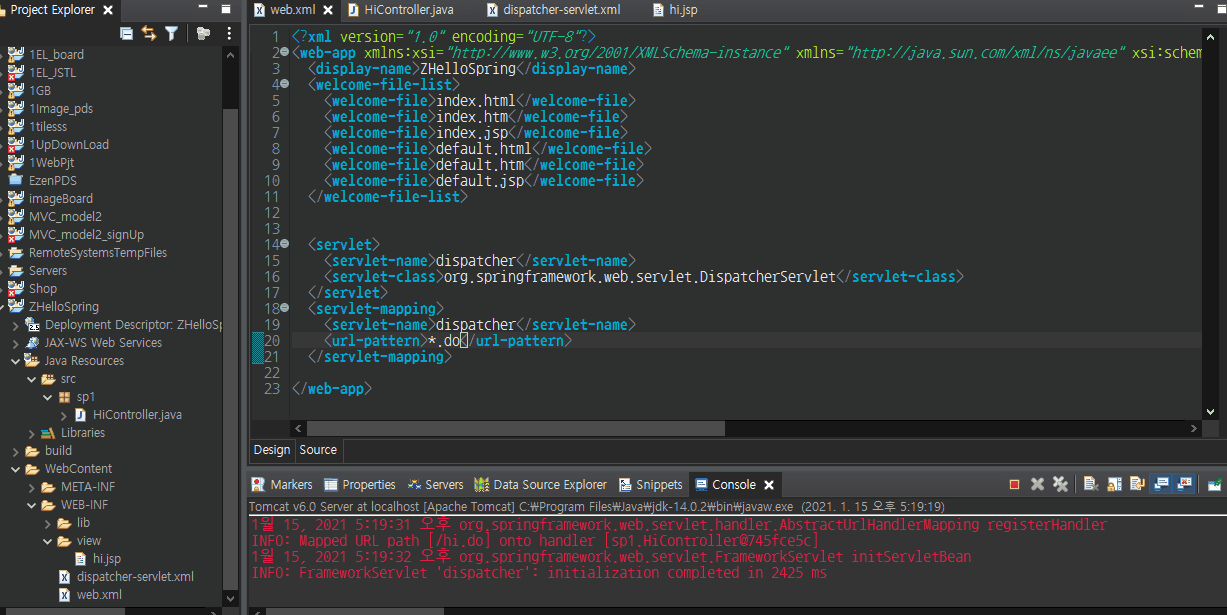 Project Explorer
1EL_board
1EL_JSTL
1GB
1Image_pds
1tilesss
1UpDownLoad
1WebPjt
EzenPDS
imageBoard
MVC_model2
MVC_model2_signUp
RemoteSystemsTempFiles
Servers
Shop
ZHelloSpring
Deployment Descriptor: ZHelloSp
JAX-WS Web Services
Java Resources
src
sp1
HiController.java
Libraries
build
WebContent
META-INF
WEB-INF
lib
view
hi.jsp
dispatcher-servlet.xml
web.xml
web.xml HiController.java dispatcher-servlet.xml hi.jsp
1 <?xml version="1.0" encoding="UTF-8"?>
2 <web-app xmlns:xsi="http://www.w3.org/2001/XMLSchema-instance" xmlns="http://java.sun.com/xml/ns/javaee" xsi:schem
3 <display-name>ZHelloSpring</display-name>
4 <welcome-file-list>
5 <welcome-file>index.html</welcome-file>
6 <welcome-file>index.htm</welcome-file>
7 <welcome-file>index.jsp</welcome-file>
8 <welcome-file>default.html</welcome-file>
9 <welcome-file>default.htm</welcome-file>
10 <welcome-file>default.jsp</welcome-file>
11 </welcome-file-list>
12
13
14 <servlet>
15 <servlet-name>dispatcher</servlet-name>
16 <servlet-class>org.springframework.web.servlet.DispatcherServlet</servlet-class>
17 </servlet>
18 <servlet-mapping>
19 <servlet-name>dispatcher</servlet-name>
20 <url-pattern>*.do</url-pattern>
21 </servlet-mapping>
22
23 </web-app>
Design Source
Markers Properties Servers Data Source Explorer Snippets Console
Tomcat v6.0 Server at localhost [Apache Tomcat] C:₩Program Files₩Java₩jdk-14.0.2₩bin₩javaw.exe (2021. 1. 15 오후 5:19:19)
1월 15, 2021 5:19:31 오후 org.springframework.web.servlet.handler.AbstractUrlHandlerMapping registerHandler
INFO: Mapped URL path [/hi.do] onto handler [sp1.HiController@745fce5c]
1월 15, 2021 5:19:32 오후 org.springframework.web.servlet.FrameworkServlet initServletBean
INFO: FrameworkServlet 'dispatcher': initialization completed in 2425 ms